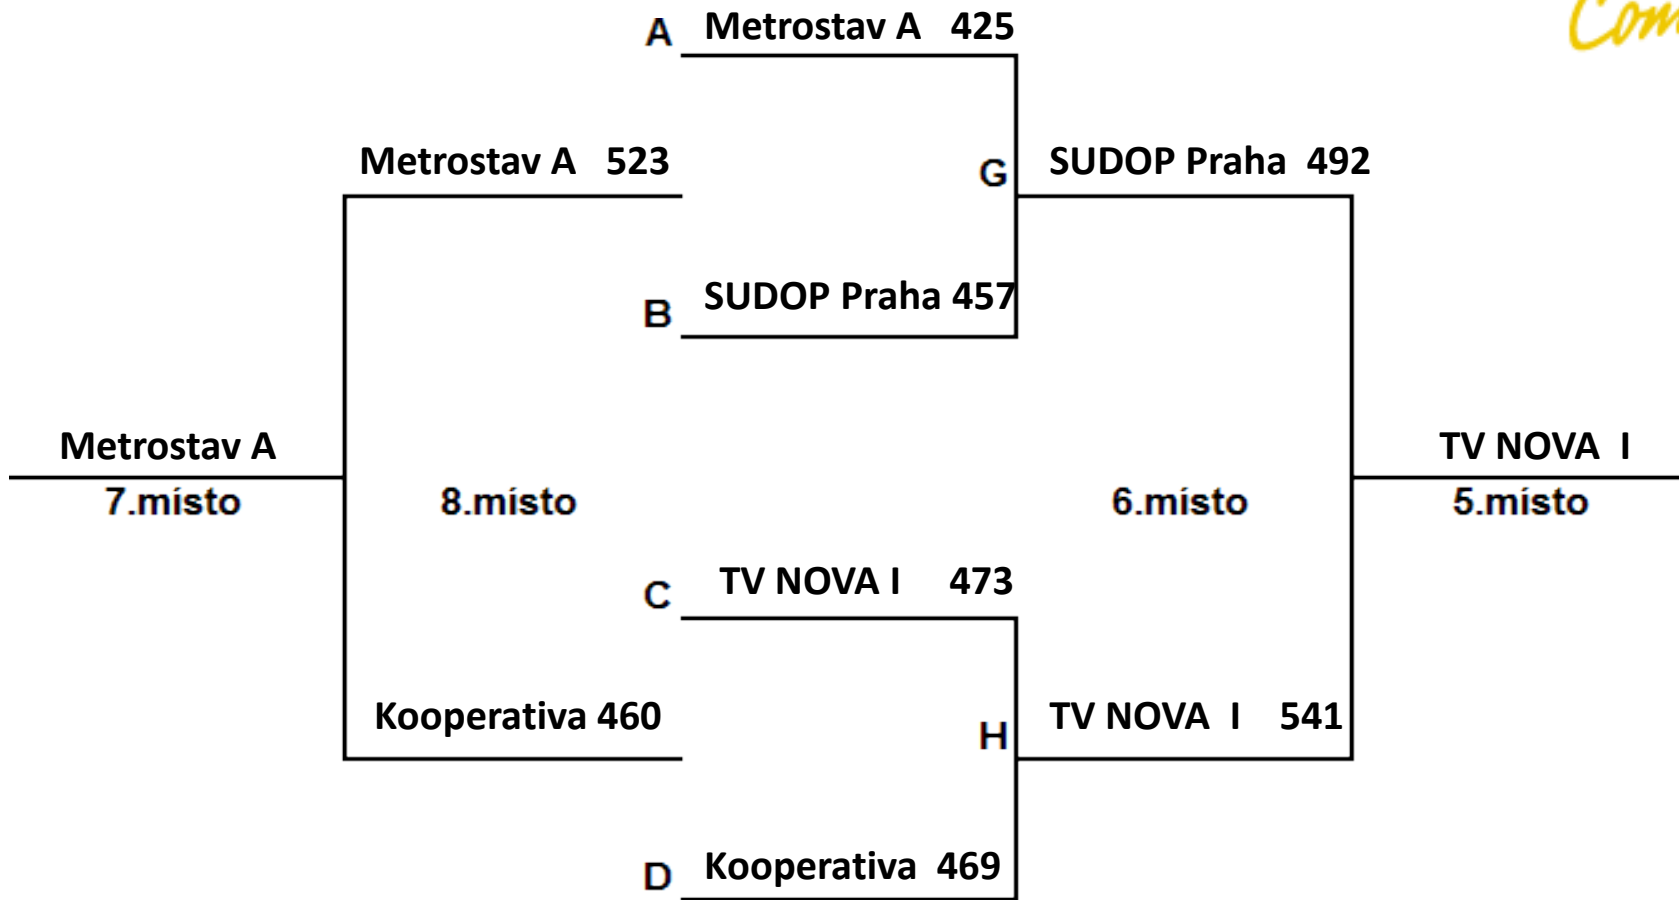 A Metrostav A 425
Metrostav A 523
G SUDOP Praha 492
B SUDOP Praha 457
Metrostav A
TV NOVA I
7.místo
8.místo
6.místo
5.místo
C TV NOVA I 473
Kooperativa 460
H TV NOVA I 541
D Kooperativa 469